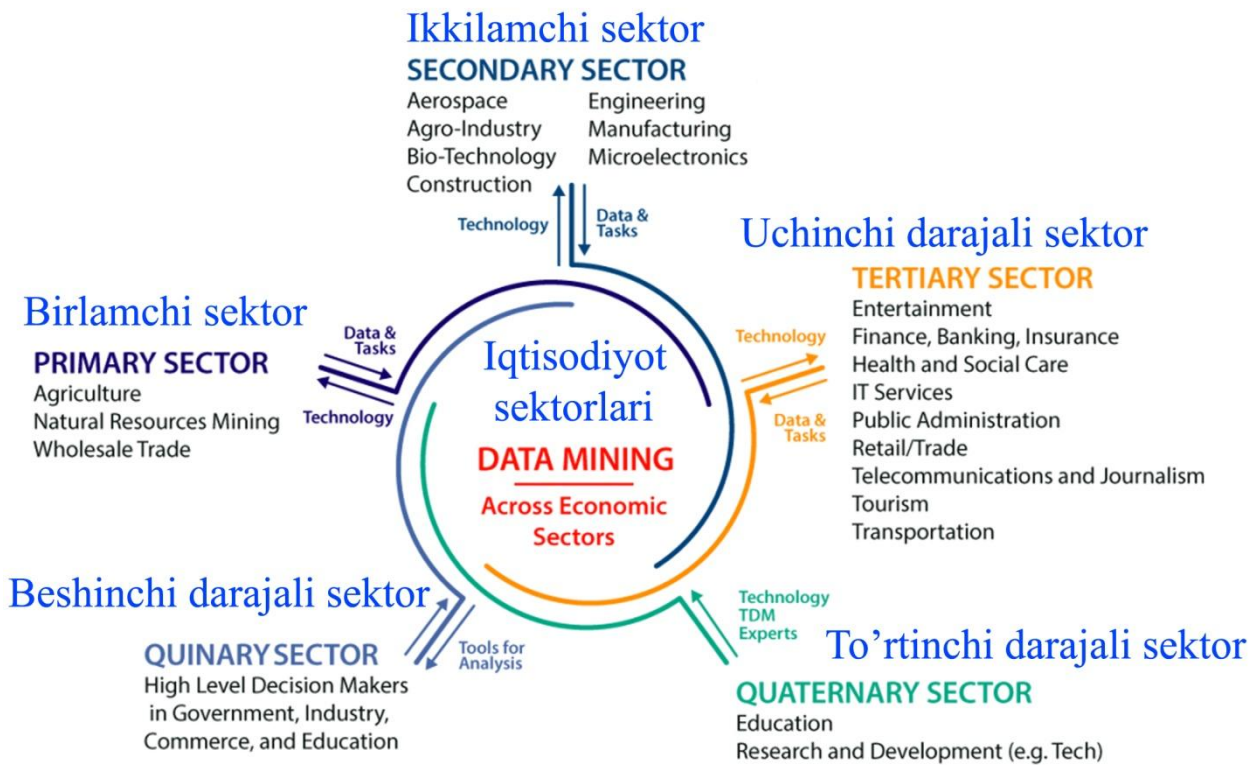 Ikkilamchi sektor
SECONDARY SECTOR
Aerospace
Agro-Industry
Bio-Technology
Construction
Engineering
Manufacturing
Microelectronics
Technology
Data &
Tasks
Uchinchi darajali sektor
TERTIARY SECTOR
Entertainment
Finance, Banking, Insurance
Health and Social Care
IT Services
Public Administration
Retail/Trade
Telecommunications and Journalism
Tourism
Transportation
Technology
Data &
Tasks
Birlamchi sektor
PRIMARY SECTOR
Agriculture
Natural Resources Mining
Wholesale Trade
Data &
Tasks
Technology
Iqtisodiyot
sektorlari
DATA MINING
Across Economic
Sectors
Beshinchi darajali sektor
QUINARY SECTOR
High Level Decision Makers
in Government, Industry,
Commerce, and Education
Tools for
Analysis
Technology
TDM
Experts
To’rtinchi darajali sektor
QUATERNARY SECTOR
Education
Research and Development (e.g. Tech)